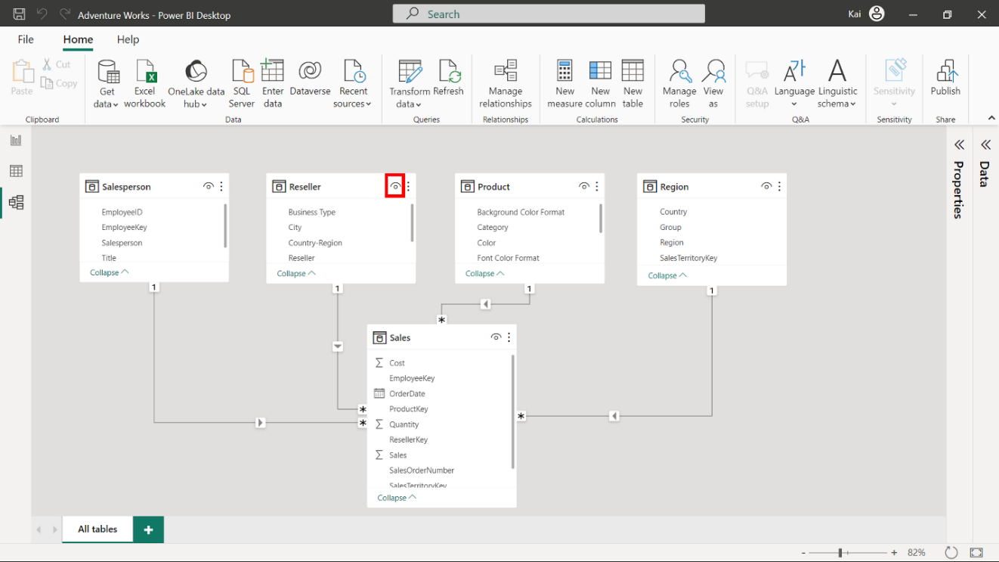 Adventure Works - Power BI Desktop
Search
Kai
File
Home
Help
Paste
Cut
Copy
Clipboard
Get data
Excel workbook
OneLake data hub
SQL Server
Enter data
Dataverse
Recent sources
Data
Transform data
Refresh
Queries
Manage relationships
Relationships
New measure
New column
New table
Calculations
Manage roles
View as
Security
Q&A setup
Language
Linguistic schema
Q&A
Sensitivity
Sensitivity
Publish
Share
Salesperson
EmployeeID
EmployeeKey
Salesperson
Title
Collapse
Reseller
Business Type
City
Country-Region
Reseller
Collapse
Product
Background Color Format
Category
Color
Font Color Format
Collapse
Region
Country
Group
Region
SalesTerritoryKey
Collapse
1
1
1
1
*
*
*
*
Sales
Σ Cost
EmployeeKey
OrderDate
ProductKey
Σ Quantity
ResellerKey
Σ Sales
SalesOrderNumber
SalesTerritoryKey
Collapse
Properties
Data
All tables
+
- + 82%